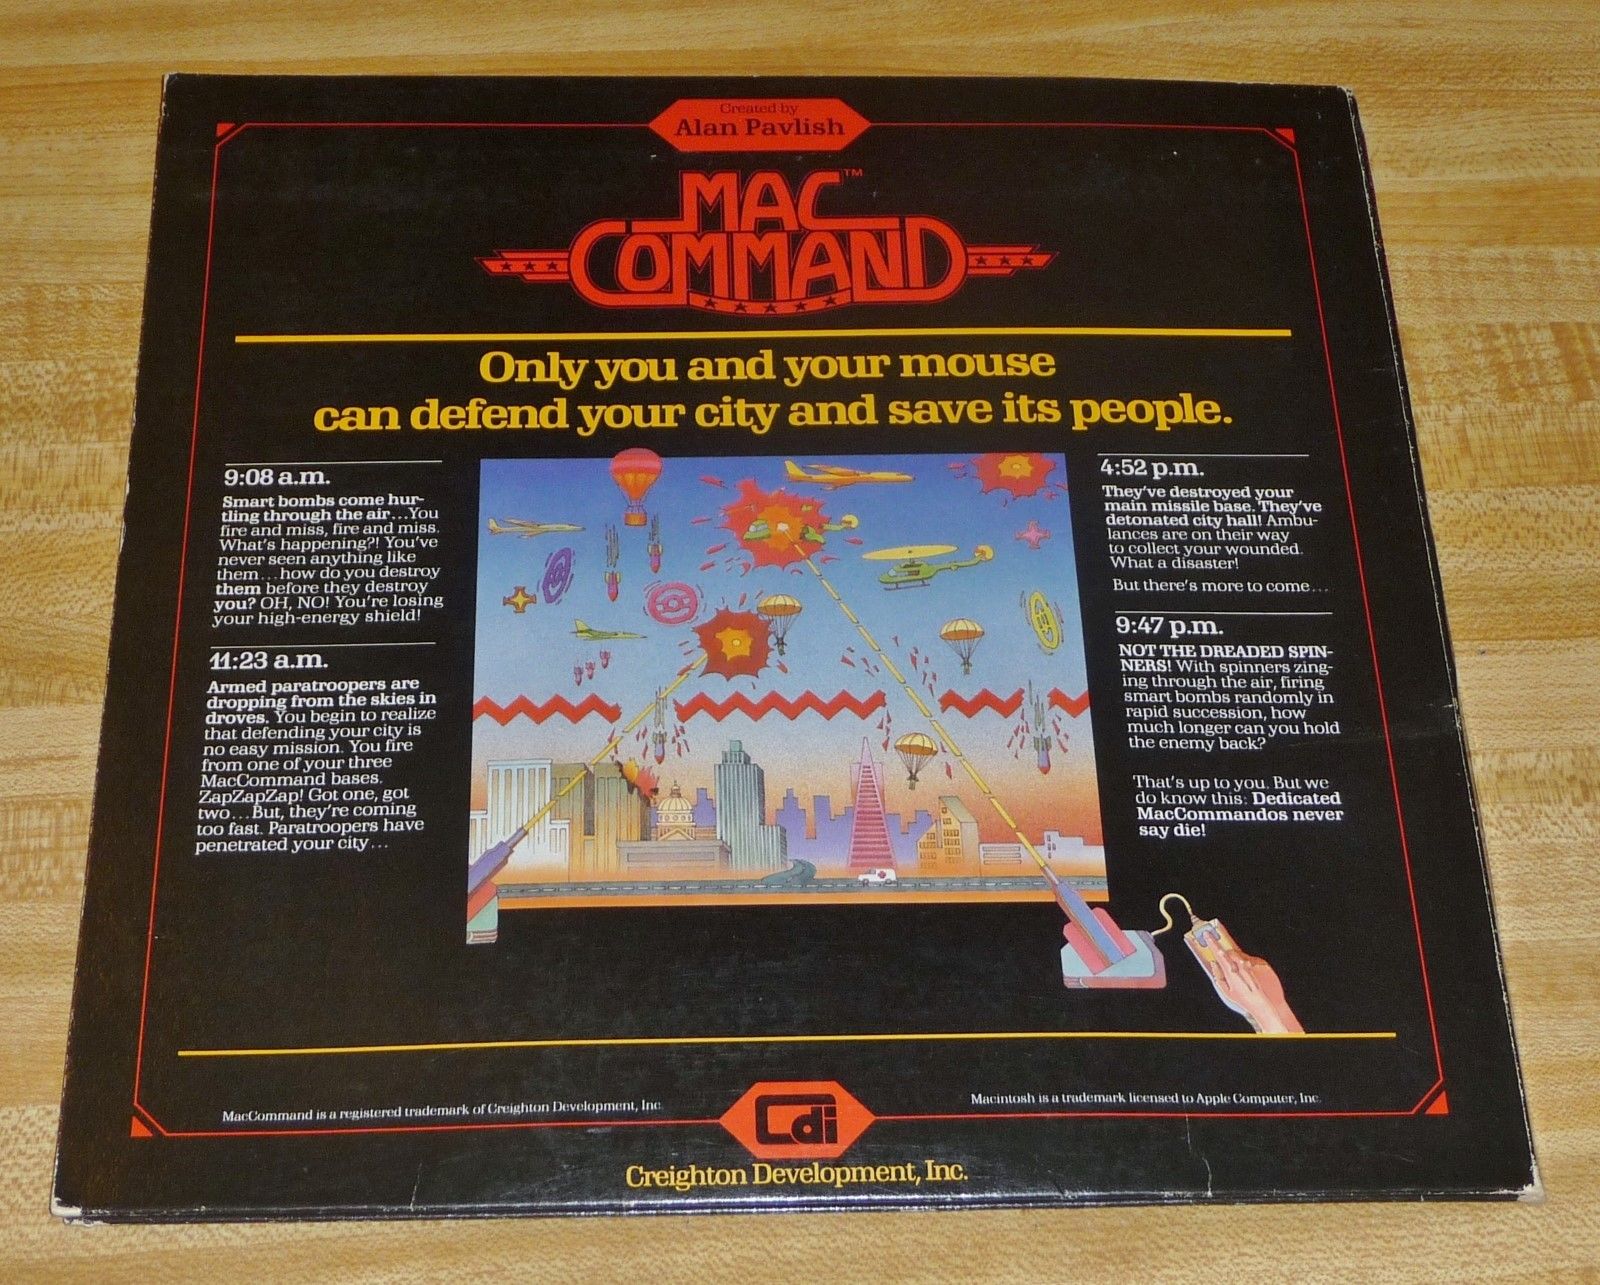 Created by
Alan Pavlish
MAC™
COMMAND
Only you and your mouse
can defend your city and save its people.
9:08 a.m.
Smart bombs come hur-
tling through the air...You
fire and miss, fire and miss.
What's happening?! You've
never seen anything like
them...how do you destroy
them before they destroy
you? OH, NO! You're losing
your high-energy shield!
11:23 a.m.
Armed paratroopers are
dropping from the skies in
droves. You begin to realize
that defending your city is
no easy mission. You fire
from one of your three
MacCommand bases.
ZapZapZap! Got one, got
two...But, they're coming
too fast. Paratroopers have
penetrated your city...
4:52 p.m.
They've destroyed your
main missile base. They've
detonated city hall! Ambu-
lances are on their way
to collect your wounded.
What a disaster!
But there's more to come...
9:47 p.m.
NOT THE DREADED SPIN-
NERS! With spinners zing-
ing through the air, firing
smart bombs randomly in
rapid succession, how
much longer can you hold
the enemy back?
That's up to you. But we
do know this: Dedicated
MacCommandos never
say die!
MacCommand is a registered trademark of Creighton Development, Inc.
Macintosh is a trademark licensed to Apple Computer, Inc.
Cdi
Creighton Development, Inc.